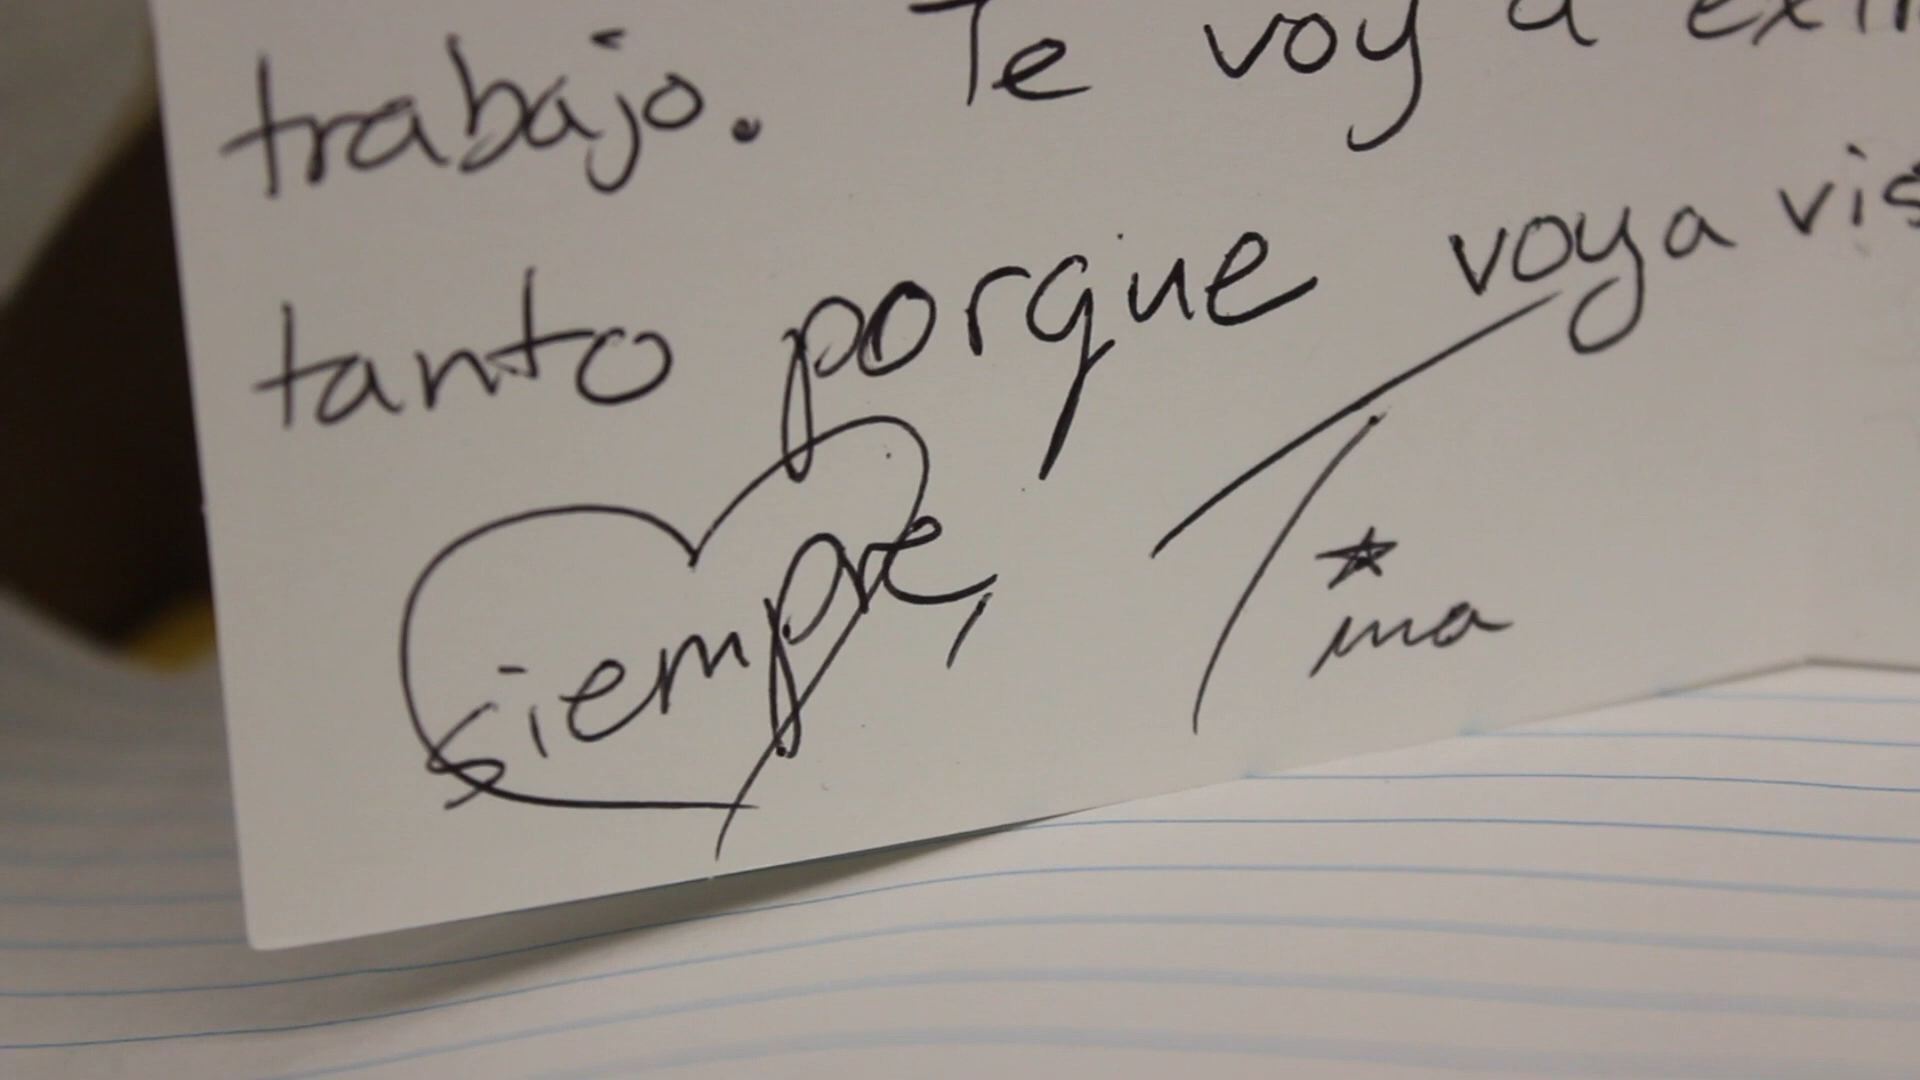 trabajo. Te voy a
tanto porque voy a
siempre, Tina